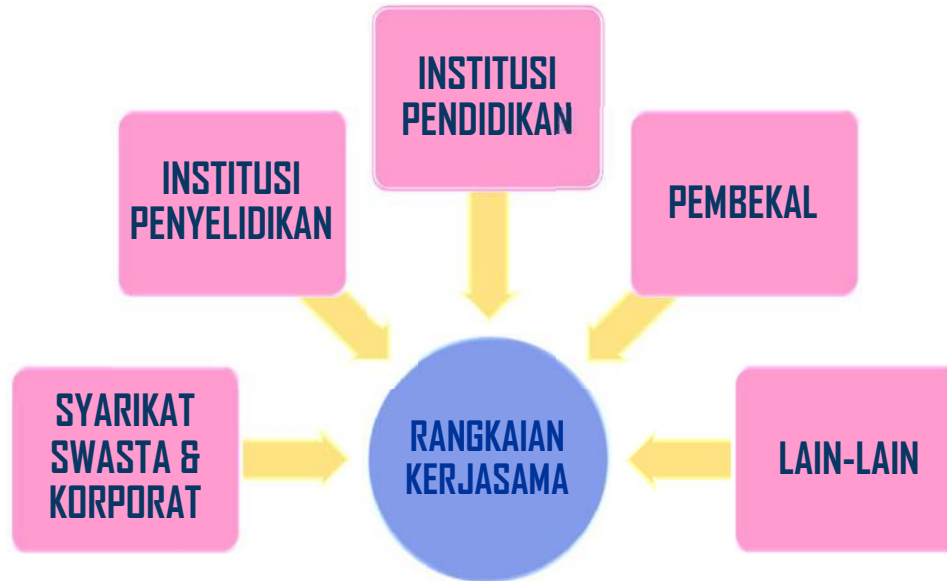 INSTITUSI
PENDIDIKAN
INSTITUSI
PENYELIDIKAN
PEMBEKAL
SYARIKAT
SWASTA &
KORPORAT
RANGKAIAN
KERJASAMA
LAIN-LAIN